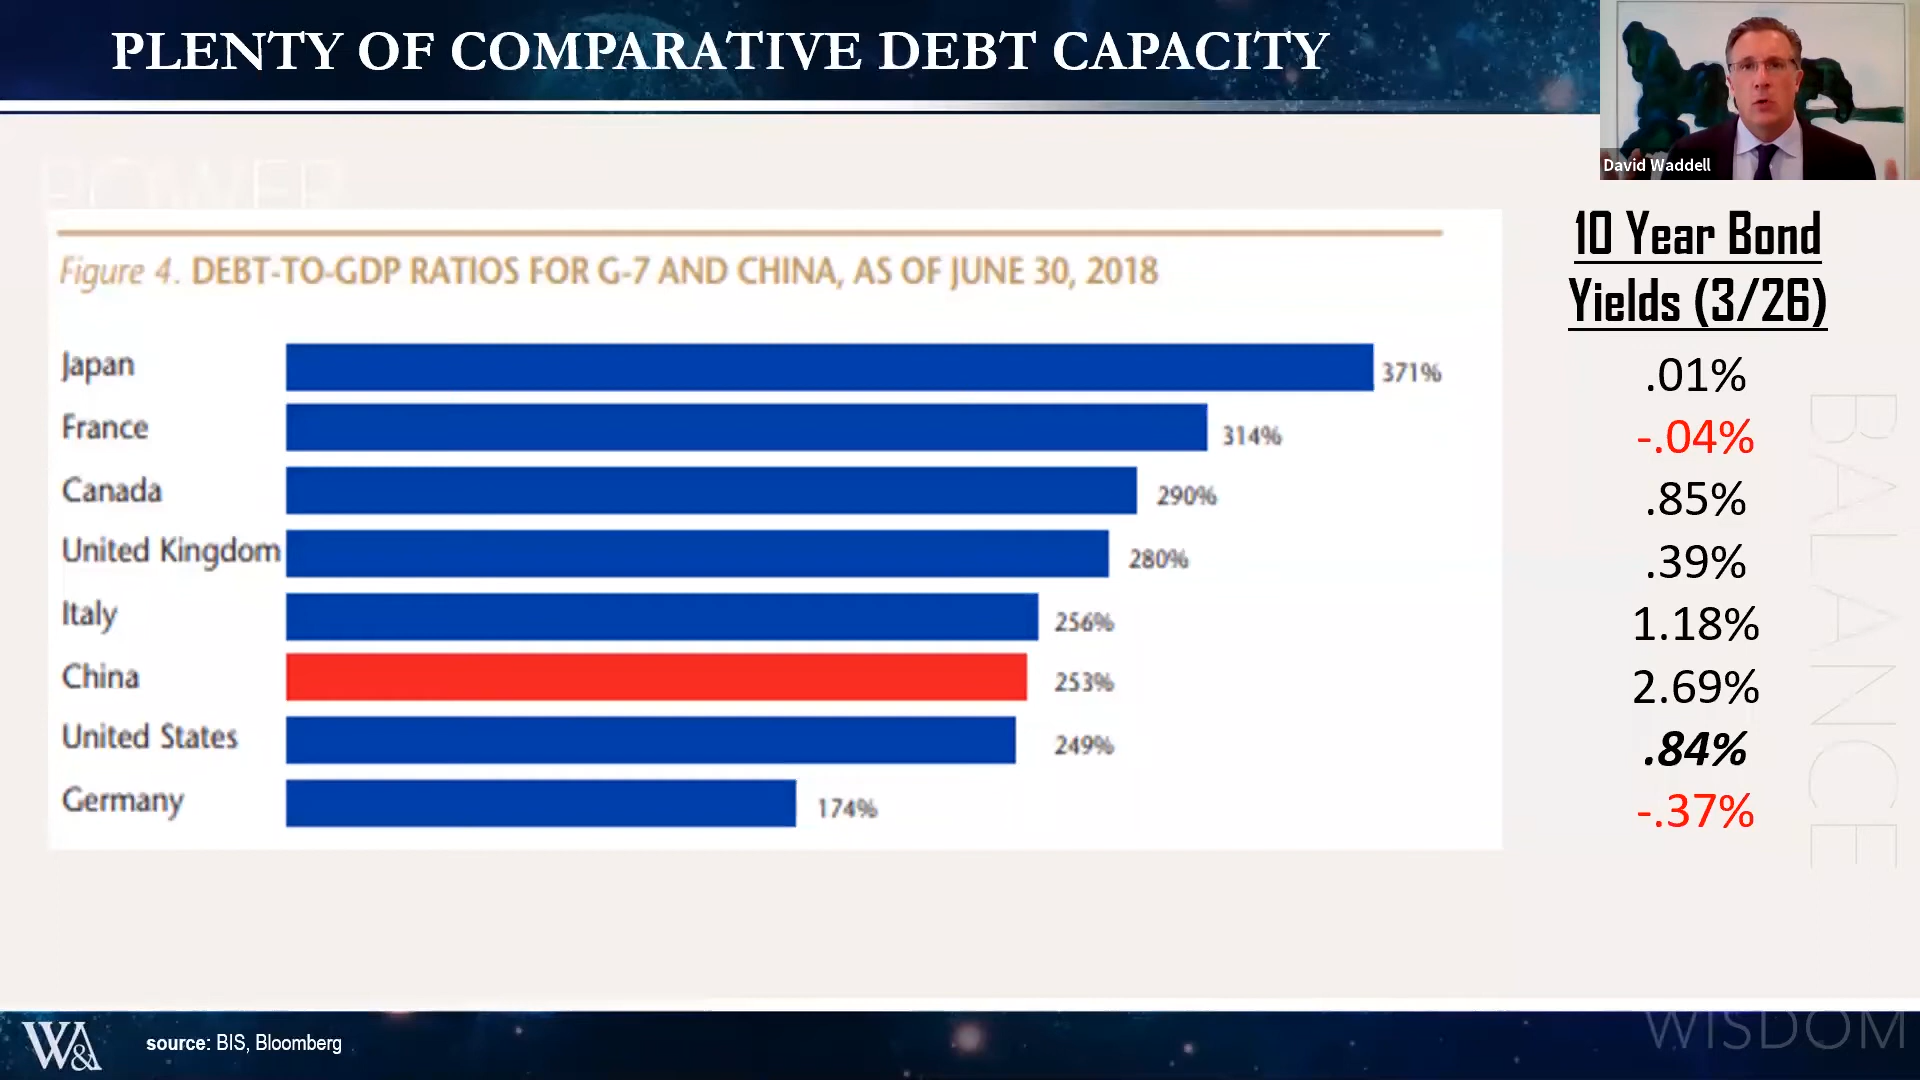 PLENTY OF COMPARATIVE DEBT CAPACITY
David Waddell
POWER
Figure 4. DEBT-TO-GDP RATIOS FOR G-7 AND CHINA, AS OF JUNE 30, 2018
10 Year Bond
Yields (3/26)
Japan 371% .01%
France 314% -.04%
Canada 290% .85%
United Kingdom 280% .39%
Italy 256% 1.18%
China 253% 2.69%
United States 249% .84%
Germany 174% -.37%
BALANCE
W&A
source: BIS, Bloomberg
WISDOM